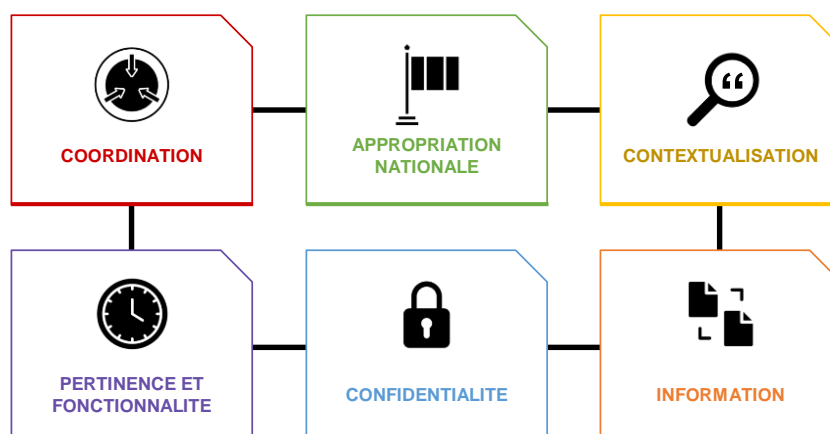 COORDINATION
APPROPRIATION
NATIONALE
CONTEXTUALISATION
PERTINENCE ET
FONCTIONNALITE
CONFIDENTIALITE
INFORMATION